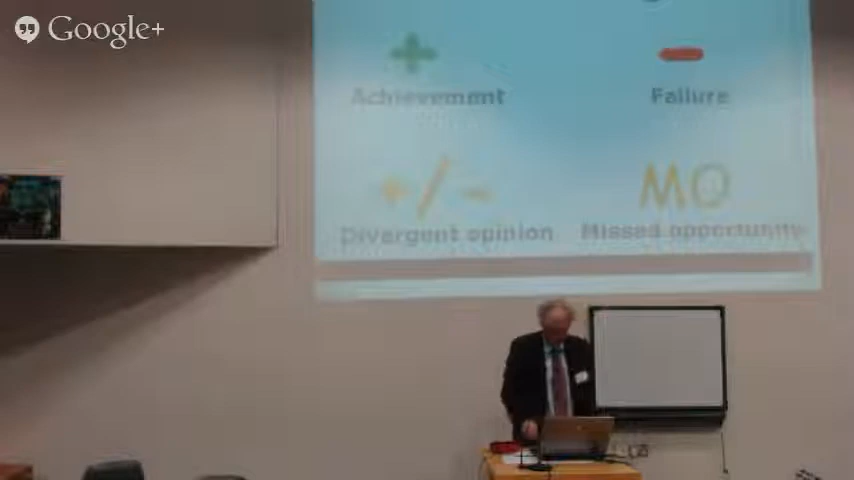 Google+
Achievement
Failure
+/-
MO
Divergent opinion
Missed opportunity